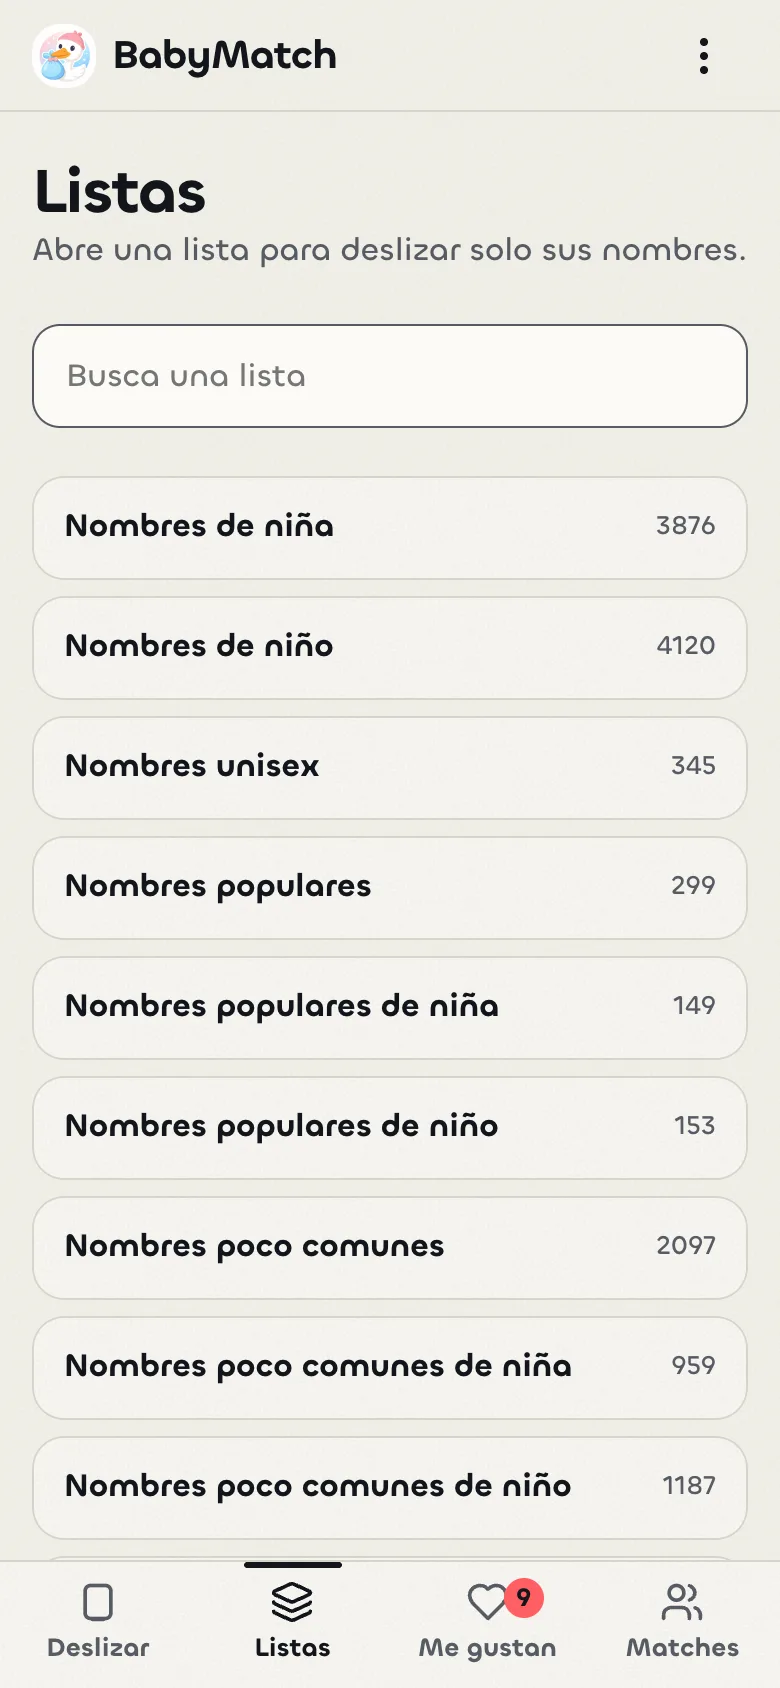 BabyMatch
Listas
Abre una lista para deslizar solo sus nombres.
Busca una lista
Nombres de niña 3876
Nombres de niño 4120
Nombres unisex 345
Nombres populares 299
Nombres populares de niña 149
Nombres populares de niño 153
Nombres poco comunes 2097
Nombres poco comunes de niña 959
Nombres poco comunes de niño 1187
9
Deslizar Listas Me gustan Matches